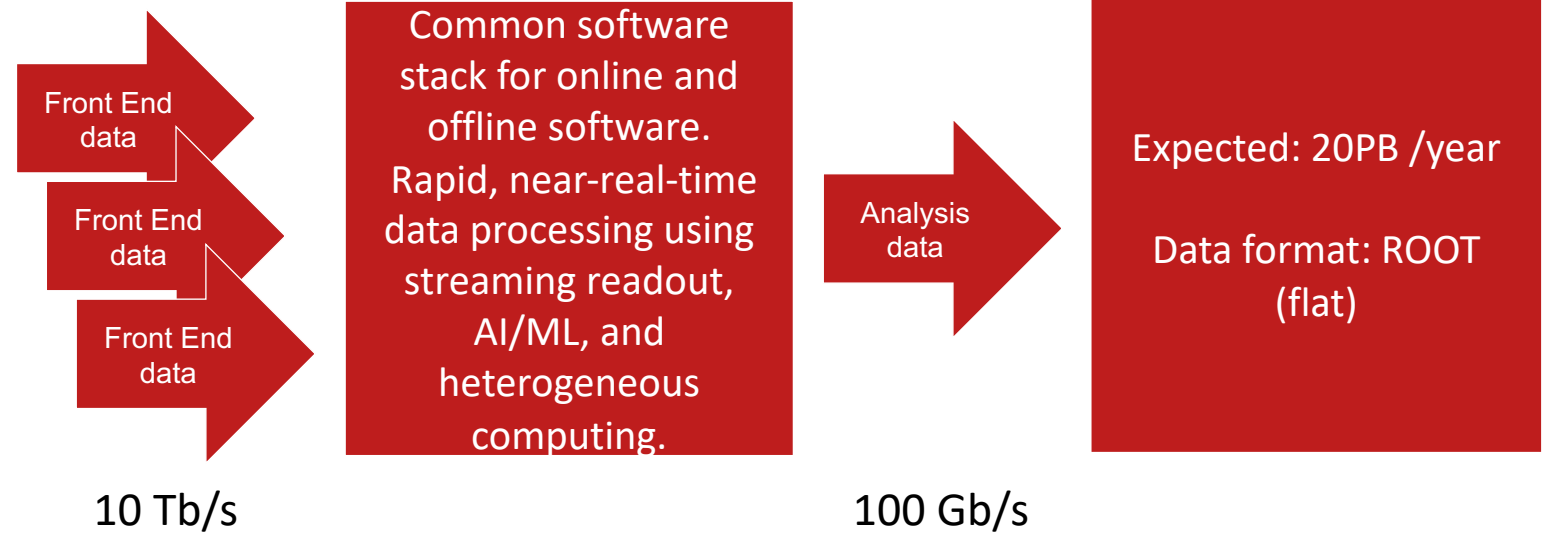 Front End
data
Front End
data
Front End
data
10 Tb/s
Common software
stack for online and
offline software.
Rapid, near-real-time
data processing using
streaming readout,
AI/ML, and
heterogeneous
computing.
Analysis
data
100 Gb/s
Expected: 20PB /year
Data format: ROOT
(flat)